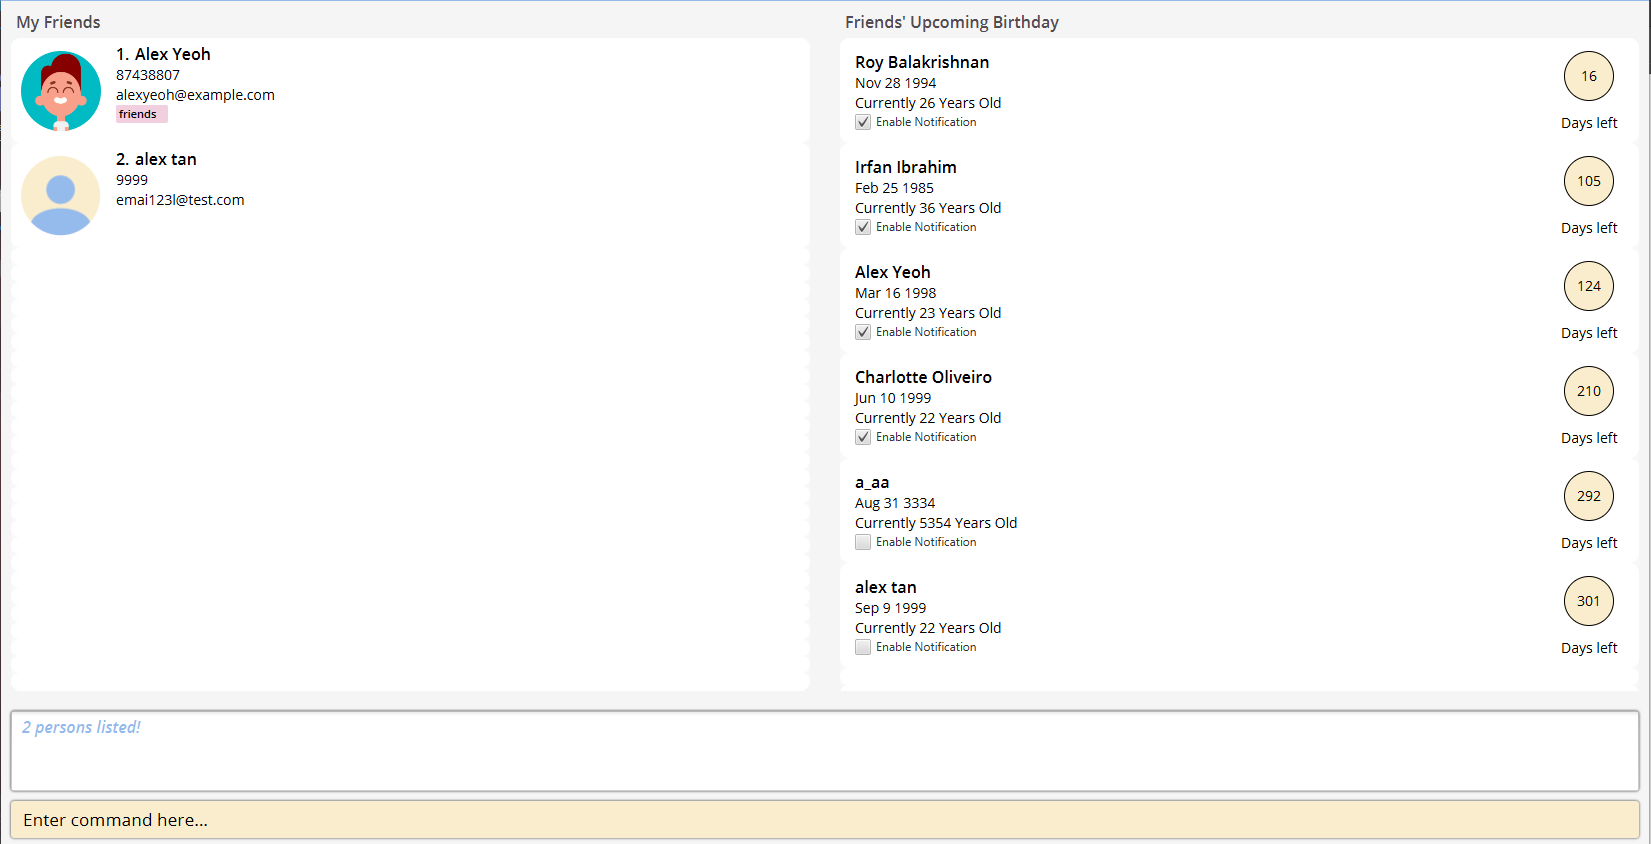 My Friends
1. Alex Yeoh
87438807
alexyeoh@example.com
friends
2. alex tan
9999
emai123l@test.com
Friends' Upcoming Birthday
Roy Balakrishnan
Nov 28 1994
Currently 26 Years Old
Enable Notification
16
Days left
Irfan Ibrahim
Feb 25 1985
Currently 36 Years Old
Enable Notification
105
Days left
Alex Yeoh
Mar 16 1998
Currently 23 Years Old
Enable Notification
124
Days left
Charlotte Oliveiro
Jun 10 1999
Currently 22 Years Old
Enable Notification
210
Days left
a_aa
Aug 31 3334
Currently 5354 Years Old
Enable Notification
292
Days left
alex tan
Sep 9 1999
Currently 22 Years Old
Enable Notification
301
Days left
2 persons listed!
Enter command here...